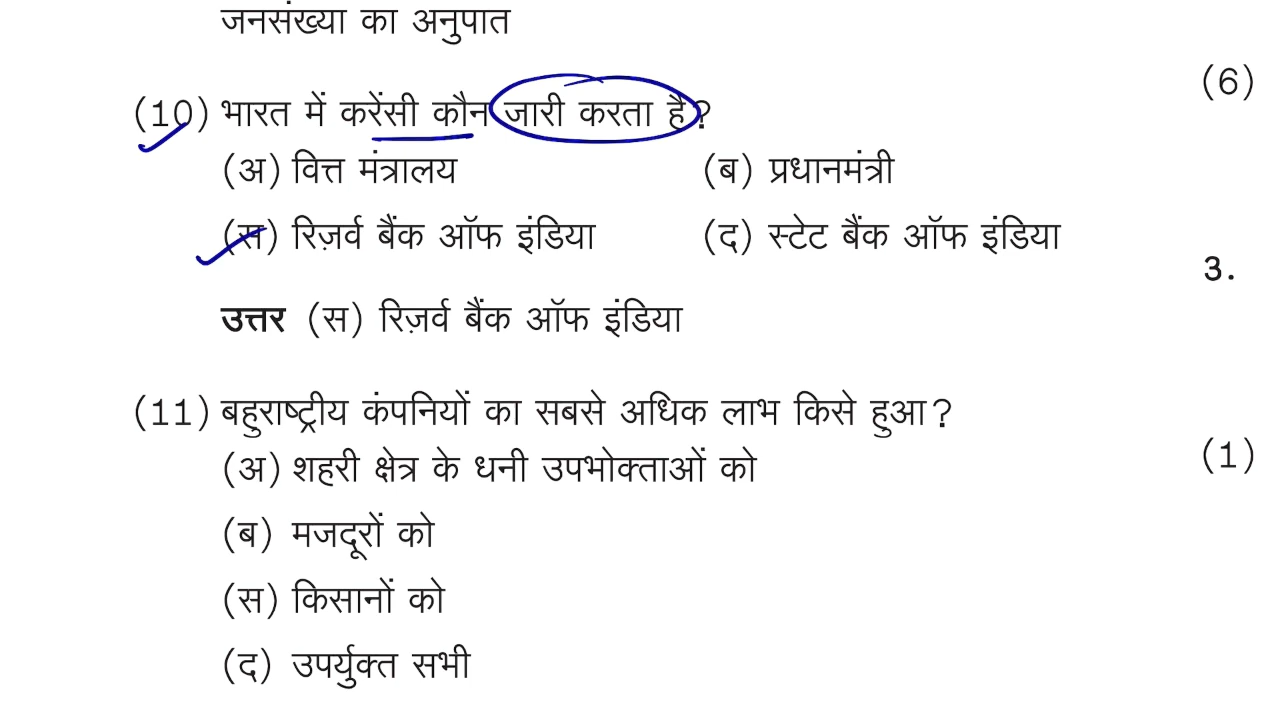 जनसंख्या का अनुपात
(6)
(10) भारत में करेंसी कौन जारी करता है?
(अ) वित्त मंत्रालय (ब) प्रधानमंत्री
(स) रिज़र्व बैंक ऑफ इंडिया (द) स्टेट बैंक ऑफ इंडिया
3.
उत्तर (स) रिज़र्व बैंक ऑफ इंडिया
(11) बहुराष्ट्रीय कंपनियों का सबसे अधिक लाभ किसे हुआ?
(1)
(अ) शहरी क्षेत्र के धनी उपभोक्ताओं को
(ब) मजदूरों को
(स) किसानों को
(द) उपर्युक्त सभी